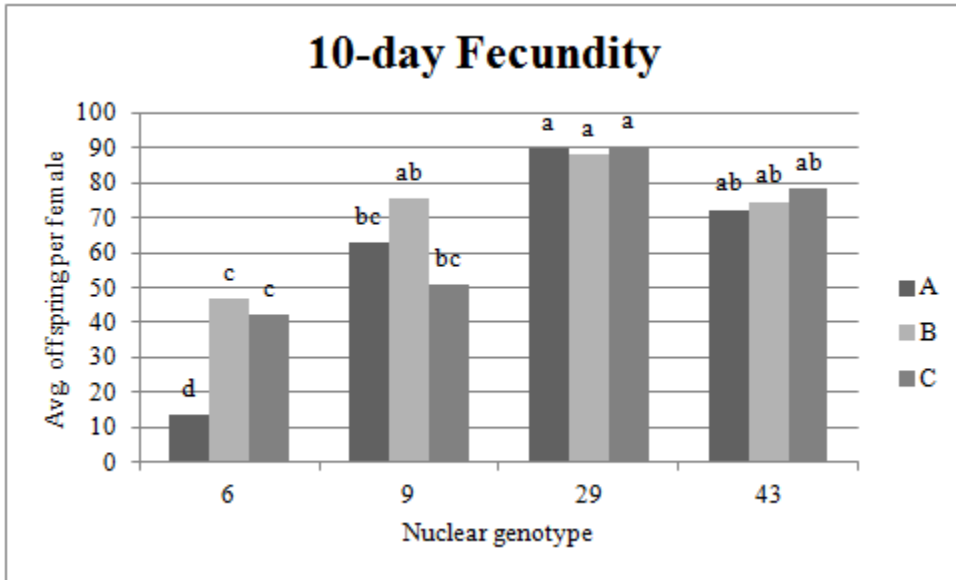 10-day Fecundity
Avg. offspring per female
100
90
80
70
60
50
40
30
20
10
0
d
c
c
bc
ab
bc
a
a
a
ab
ab
ab
6
9
29
43
Nuclear genotype
A
B
C